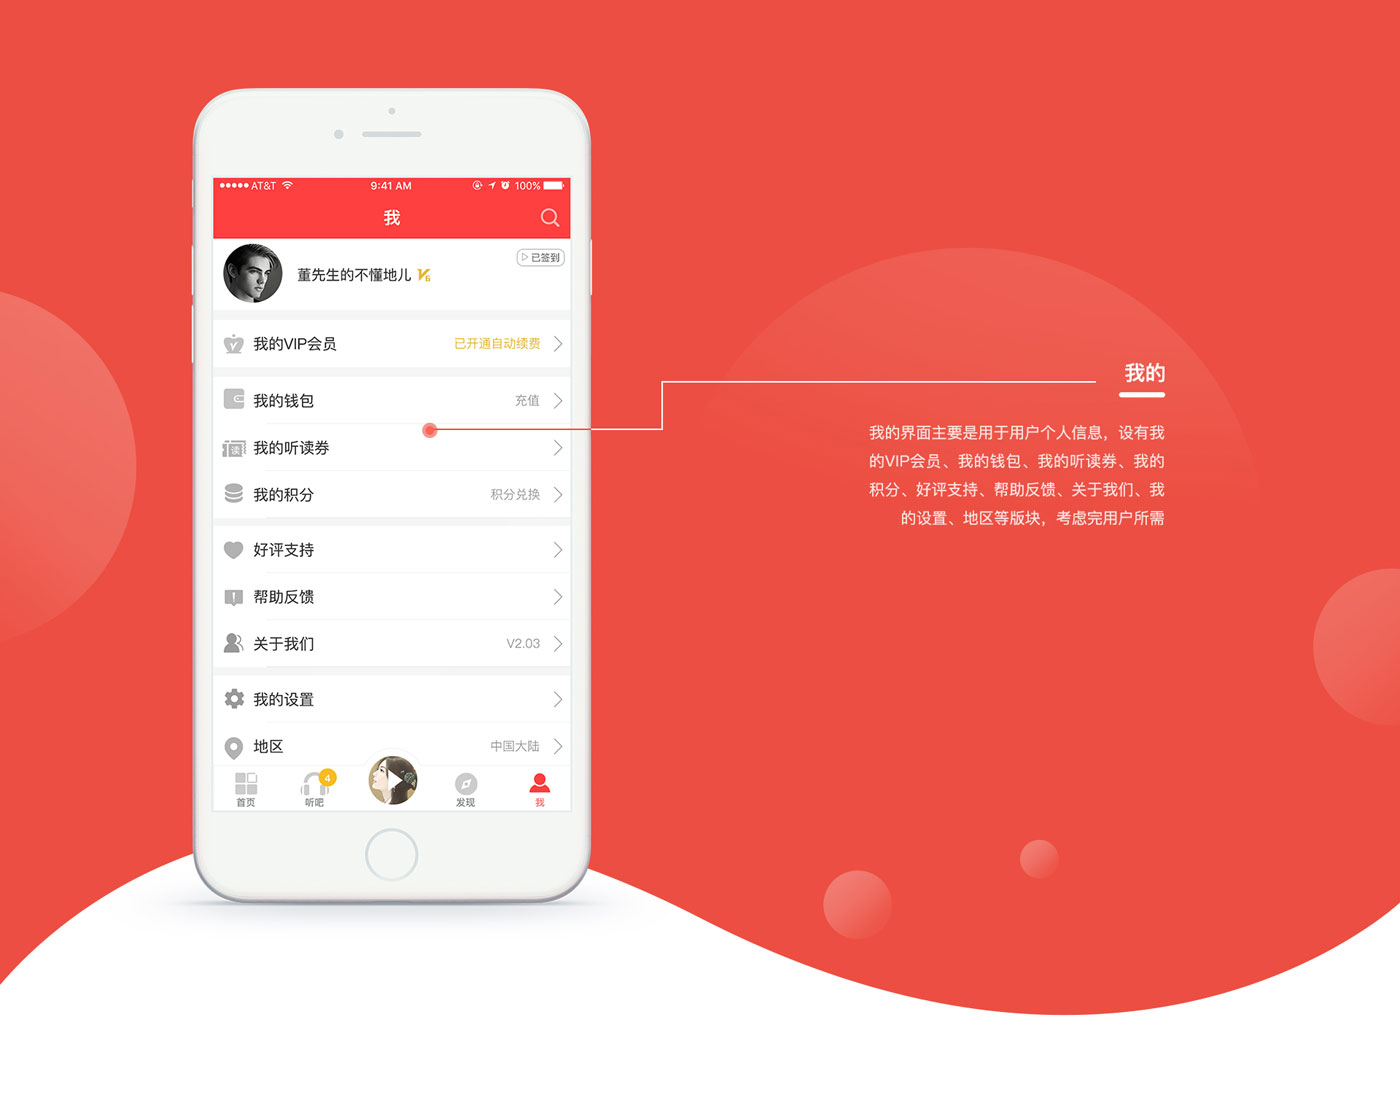 AT&T 9:41 AM 100%
我
已签到
董先生的不懂地儿 V6
我的VIP会员 已开通自动续费
我的钱包 充值
读 我的听读券
我的积分 积分兑换
好评支持
帮助反馈
关于我们 V2.03
我的设置
地区 中国大陆
4
首页 听吧 发现 我
我的
我的界面主要是用于用户个人信息，设有我
的VIP会员、我的钱包、我的听读券、我的
积分、好评支持、帮助反馈、关于我们、我
的设置、地区等版块，考虑完用户所需